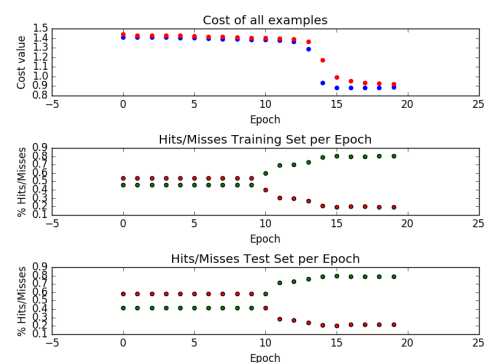 Cost of all examples
Cost value
1.5
1.4
1.3
1.2
1.1
1.0
0.9
0.8
−5 0 5 10 15 20 25
Epoch
Hits/Misses Training Set per Epoch
% Hits/Misses
0.9
0.8
0.7
0.6
0.5
0.4
0.3
0.2
0.1
−5 0 5 10 15 20 25
Epoch
Hits/Misses Test Set per Epoch
% Hits/Misses
0.9
0.8
0.7
0.6
0.5
0.4
0.3
0.2
0.1
−5 0 5 10 15 20 25
Epoch